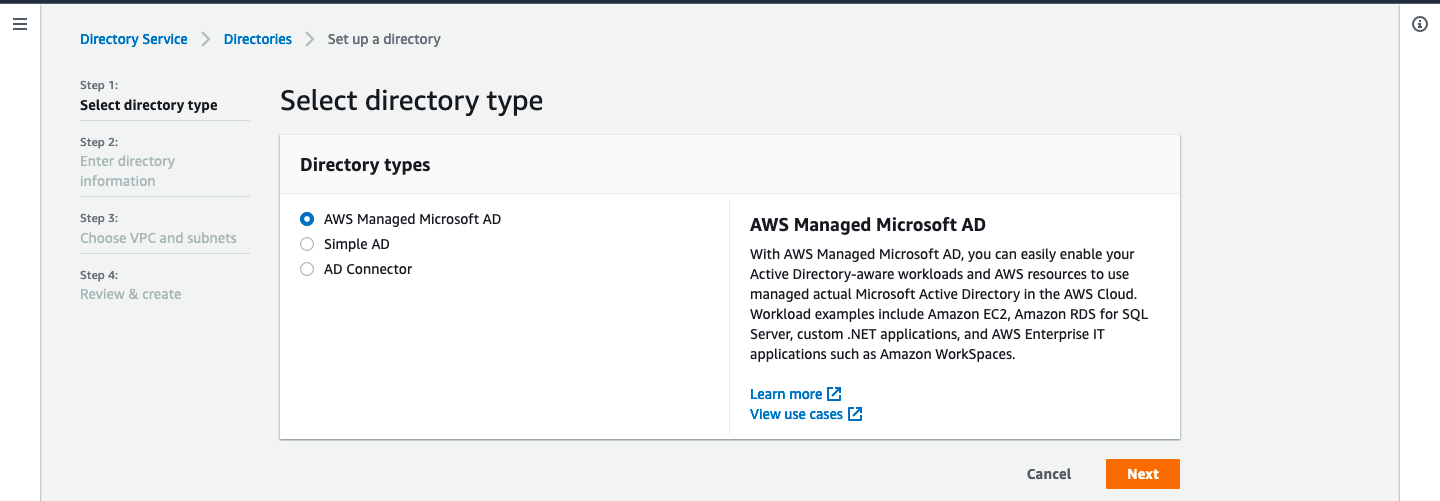 Directory Service
Directories
Set up a directory
Step 1:
Select directory type
Step 2:
Enter directory
information
Step 3:
Choose VPC and subnets
Step 4:
Review & create
Select directory type
Directory types
AWS Managed Microsoft AD
Simple AD
AD Connector
AWS Managed Microsoft AD
With AWS Managed Microsoft AD, you can easily enable your
Active Directory-aware workloads and AWS resources to use
managed actual Microsoft Active Directory in the AWS Cloud.
Workload examples include Amazon EC2, Amazon RDS for SQL
Server, custom .NET applications, and AWS Enterprise IT
applications such as Amazon WorkSpaces.
Learn more
View use cases
Cancel
Next